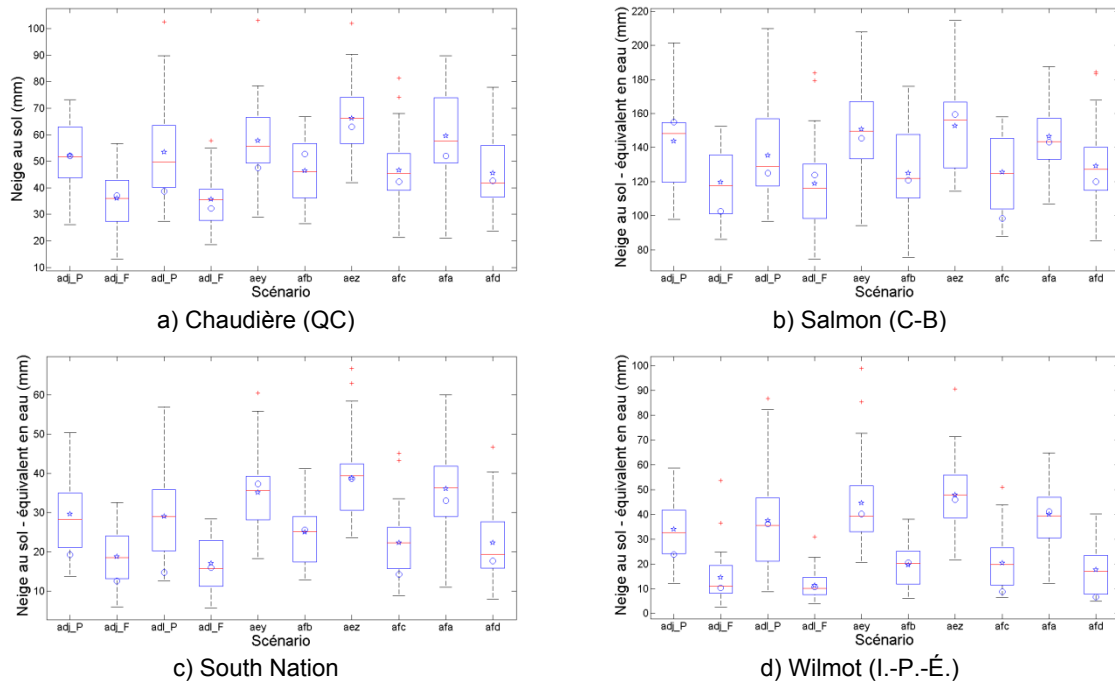 Neige au sol (mm)
100
90
80
70
60
50
40
30
20
10
adj_P adj_F adl_P adl_F aey afb aez afc afa afd
Scénario
a) Chaudière (QC)
Neige au sol - équivalent en eau (mm)
220
200
180
160
140
120
100
80
adj_P adj_F adl_P adl_F aey afb aez afc afa afd
Scénario
b) Salmon (C-B)
Neige au sol - équivalent en eau (mm)
60
50
40
30
20
10
adj_P adj_F adl_P adl_F aey afb aez afc afa afd
Scénario
c) South Nation
Neige au sol - équivalent en eau (mm)
100
90
80
70
60
50
40
30
20
10
0
adj_P adj_F adl_P adl_F aey afb aez afc afa afd
Scénario
d) Wilmot (I.-P.-É.)